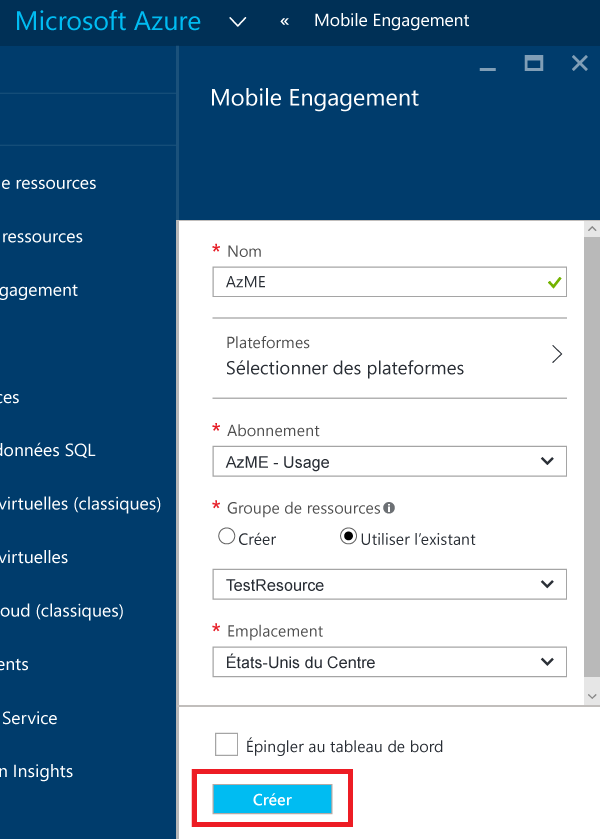 Microsoft Azure « Mobile Engagement
Mobile Engagement
e ressources
ressources
gagement
ces
données SQL
virtuelles (classiques)
virtuelles
oud (classiques)
ents
Service
n Insights
* Nom
AzME
Plateformes
Sélectionner des plateformes
* Abonnement
AzME - Usage
* Groupe de ressources
Créer Utiliser l'existant
TestResource
* Emplacement
États-Unis du Centre
Épingler au tableau de bord
Créer